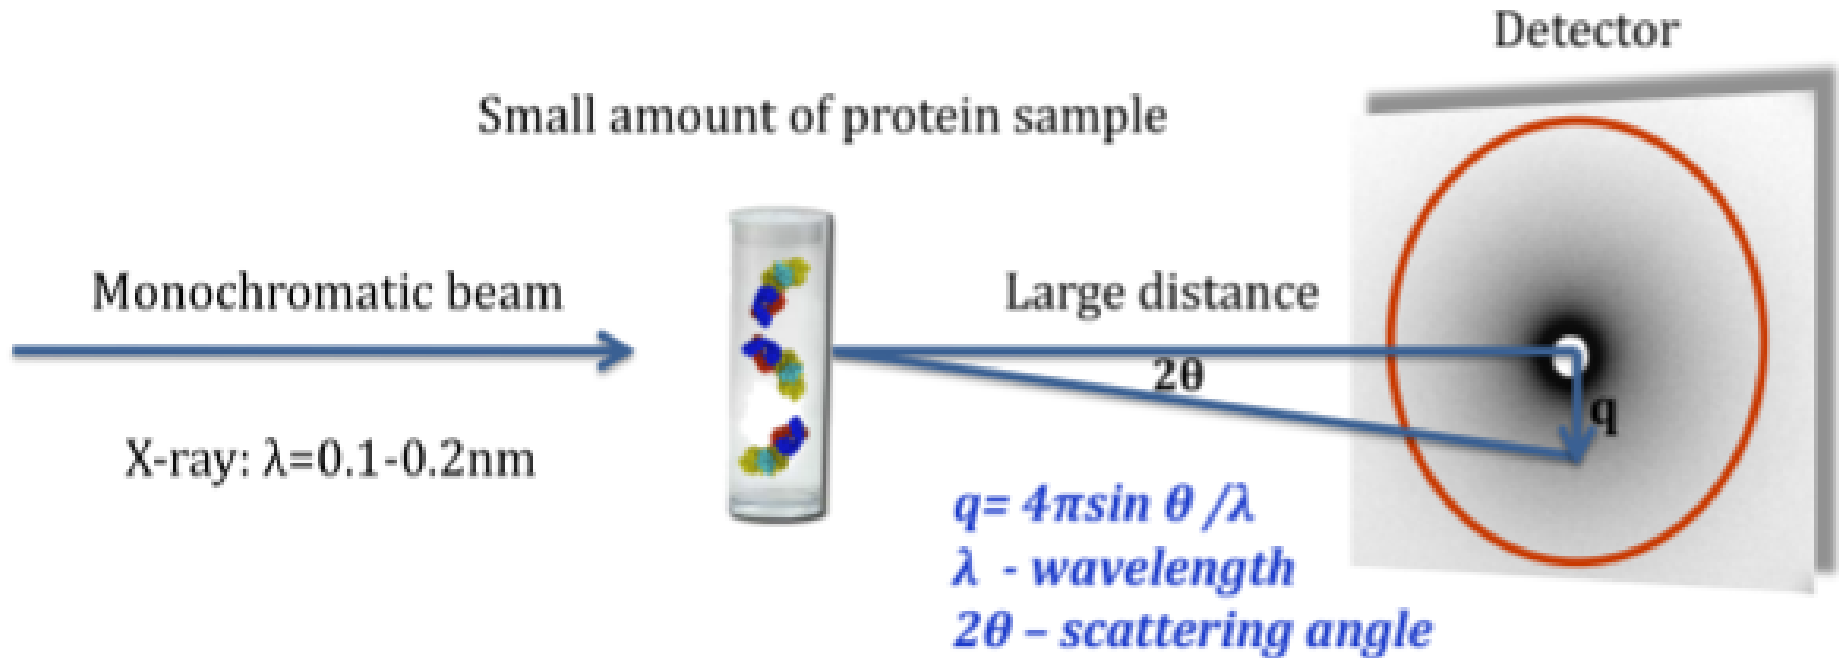 Detector
Small amount of protein sample
Monochromatic beam
Large distance
2θ
q
X-ray: λ=0.1-0.2nm
q= 4πsin θ /λ
λ - wavelength
2θ – scattering angle